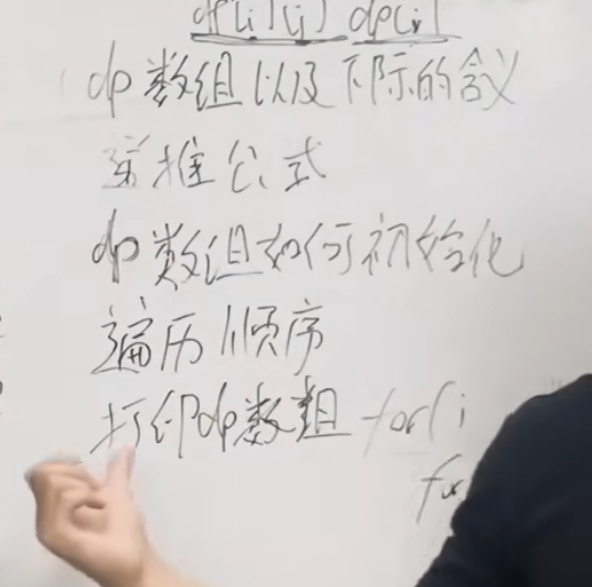 dp[i][j] dp[i]
dp数组以及下标的含义
递推公式
dp数组如何初始化
遍历顺序
打印dp数组 for(i
for